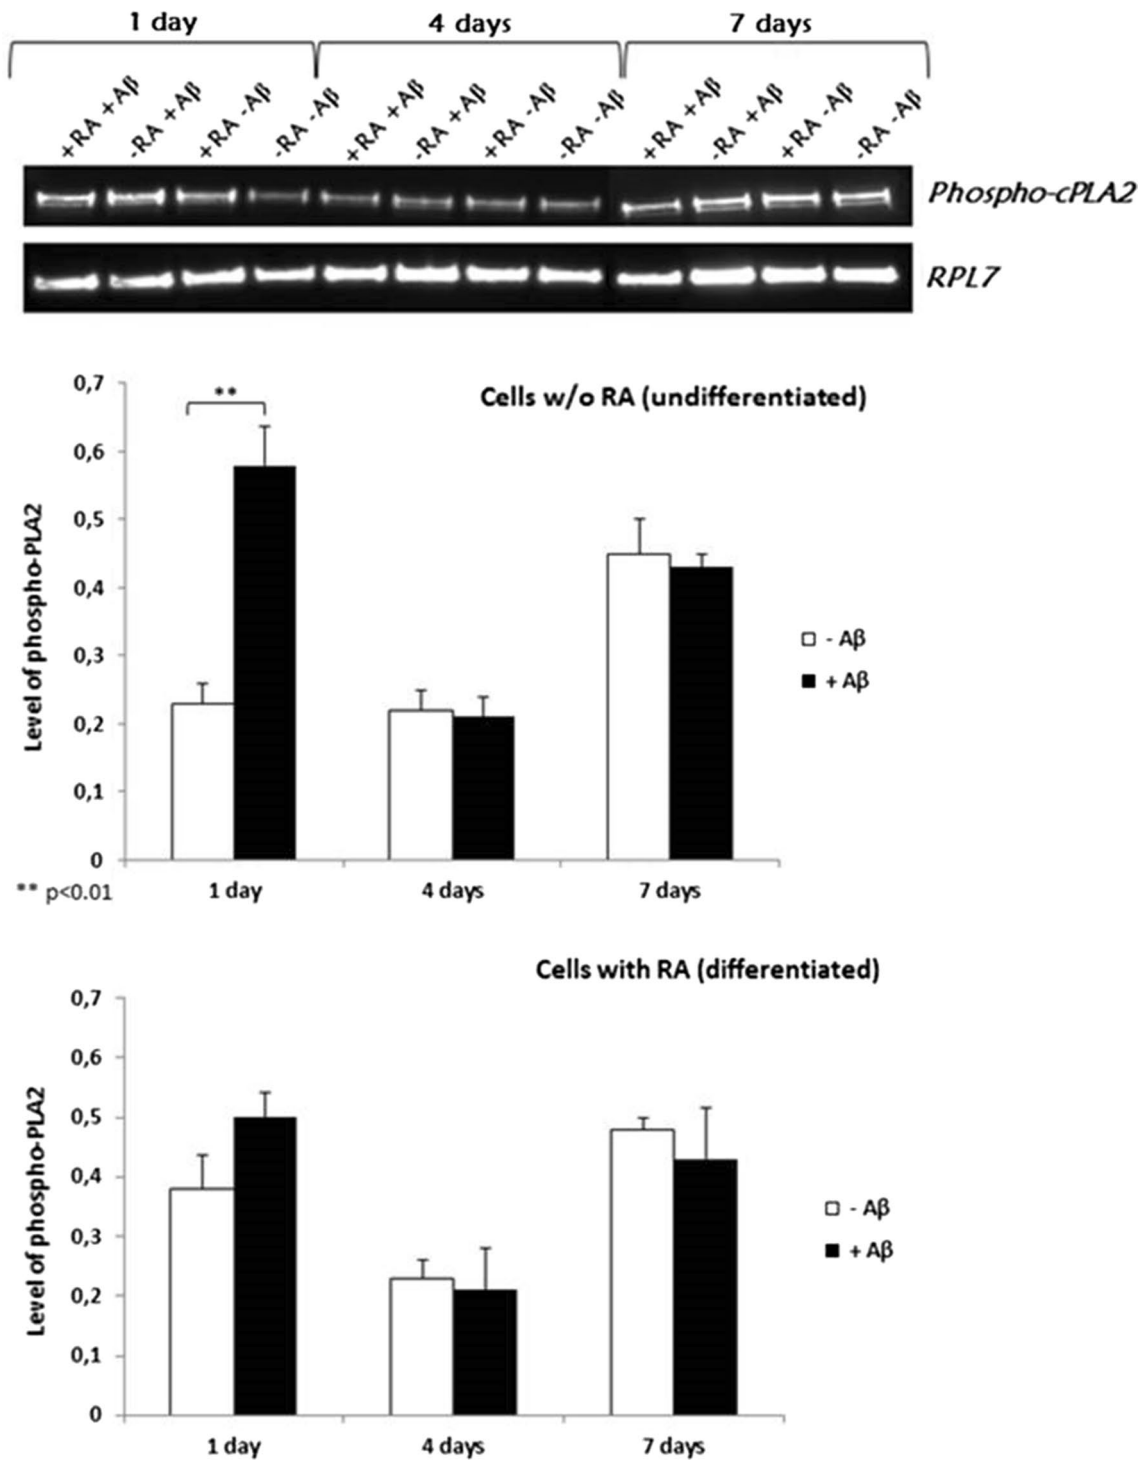 1 day 4 days 7 days
+RA +Aβ -RA +Aβ +RA -Aβ -RA -Aβ +RA +Aβ -RA +Aβ +RA -Aβ -RA -Aβ +RA +Aβ -RA +Aβ +RA -Aβ -RA -Aβ
Phospho-cPLA2
RPL7
Cells w/o RA (undifferentiated)
**
Level of phospho-PLA2
0,7
0,6
0,5
0,4
0,3
0,2
0,1
0
- Aβ
+ Aβ
1 day 4 days 7 days
** p<0.01
Cells with RA (differentiated)
Level of phospho-PLA2
0,7
0,6
0,5
0,4
0,3
0,2
0,1
0
- Aβ
+ Aβ
1 day 4 days 7 days